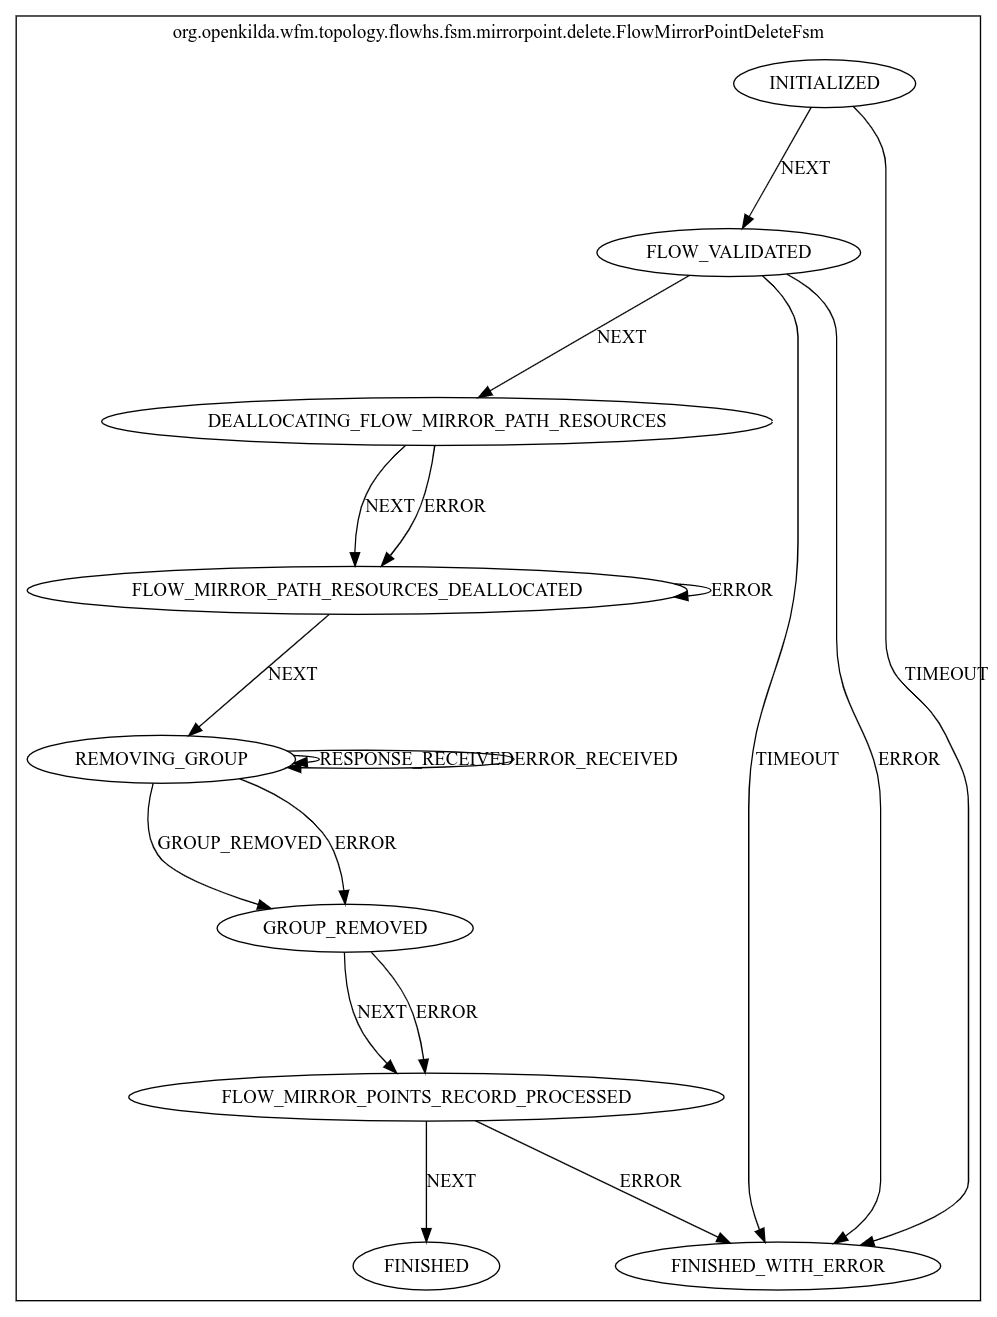 org.openkilda.wfm.topology.flowhs.fsm.mirrorpoint.delete.FlowMirrorPointDeleteFsm
INITIALIZED
NEXT
FLOW_VALIDATED
NEXT
DEALLOCATING_FLOW_MIRROR_PATH_RESOURCES
NEXT ERROR
FLOW_MIRROR_PATH_RESOURCES_DEALLOCATED ERROR
NEXT TIMEOUT
REMOVING_GROUP RESPONSE_RECEIVED ERROR_RECEIVED TIMEOUT ERROR
GROUP_REMOVED ERROR
GROUP_REMOVED
NEXT ERROR
FLOW_MIRROR_POINTS_RECORD_PROCESSED
NEXT ERROR
FINISHED FINISHED_WITH_ERROR